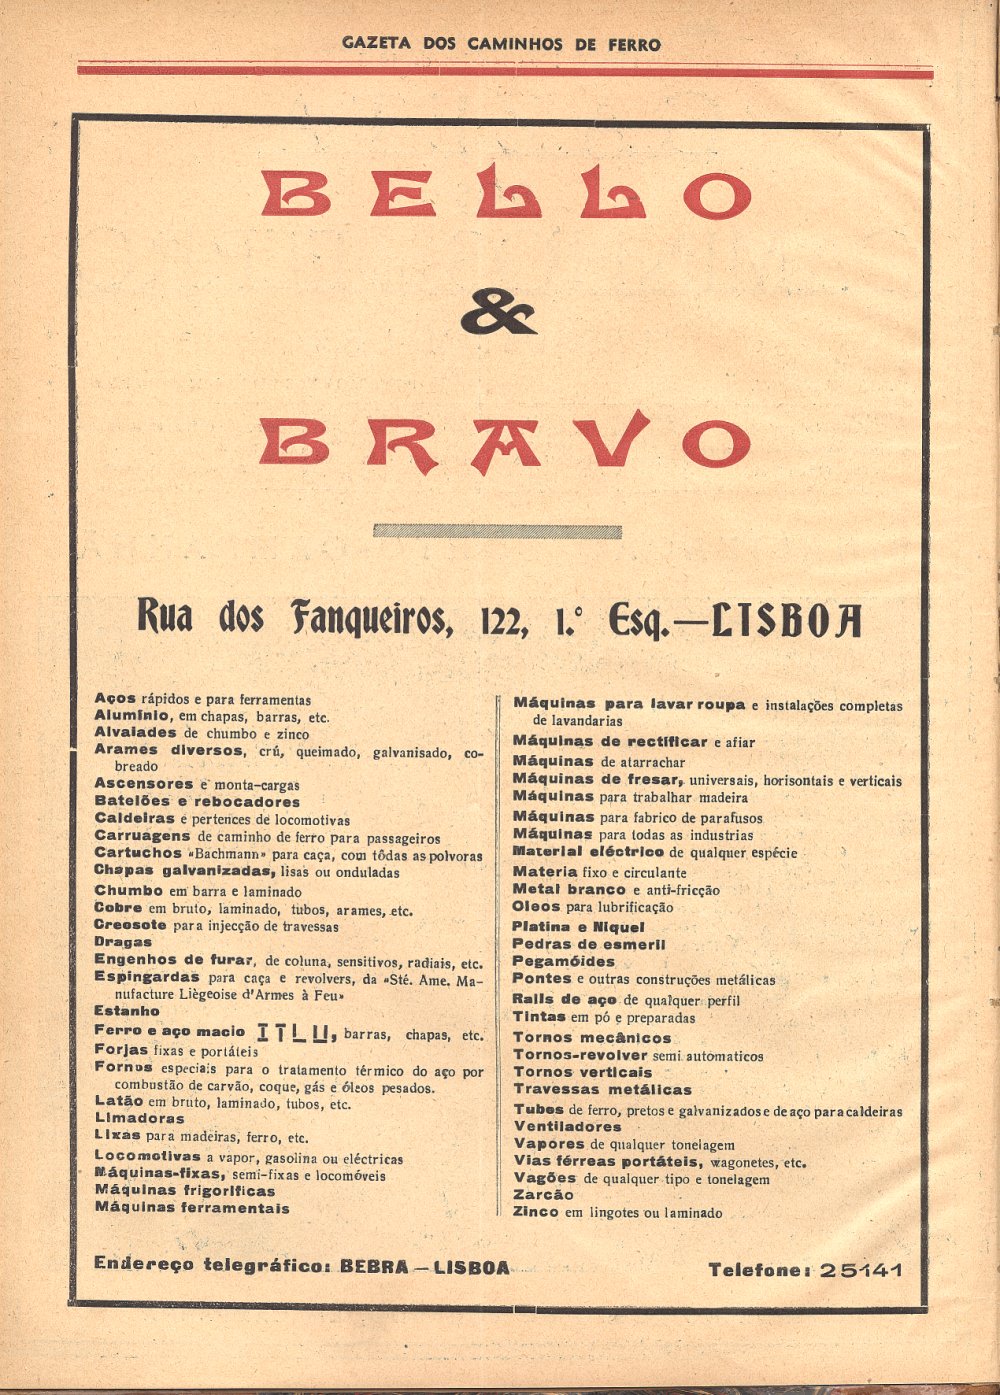 GAZETA DOS CAMINHOS DE FERRO
BELLO
&
BRAVO
Rua dos Fanqueiros, 122, 1.º Esq.—LISBOA
Aços rápidos e para ferramentas
Alumínio, em chapas, barras, etc.
Alvaiades de chumbo e zinco
Arames diversos, crú, queimado, galvanisado, co-
breado
Ascensores e monta-cargas
Batelões e rebocadores
Caldeiras e pertences de locomotivas
Carruagens de caminho de ferro para passageiros
Cartuchos «Bachmann» para caça, com tôdas as polvoras
Chapas galvanizadas, lisas ou onduladas
Chumbo em barra e laminado
Cobre em bruto, laminado, tubos, arames, etc.
Creosote para injecção de travessas
Dragas
Engenhos de furar, de coluna, sensitivos, radiais, etc.
Espingardas para caça e revolvers, da «Sté. Ame. Ma-
nufacture Liègeoise d'Armes à Feu»
Estanho
Ferro e aço macio ITLU, barras, chapas, etc.
Forjas fixas e portáteis
Fornos especiais para o tratamento térmico do aço por
combustão de carvão, coque, gás e óleos pesados.
Latão em bruto, laminado, tubos, etc.
Limadoras
Lixas para madeiras, ferro, etc.
Locomotivas a vapor, gasolina ou eléctricas
Máquinas-fixas, semi-fixas e locomóveis
Máquinas frigorificas
Máquinas ferramentais
Máquinas para lavar roupa e instalações completas
de lavandarias
Máquinas de rectificar e afiar
Máquinas de atarrachar
Máquinas de fresar, universais, horisontais e verticais
Máquinas para trabalhar madeira
Máquinas para fabrico de parafusos
Máquinas para todas as industrias
Material eléctrico de qualquer espécie
Materia fixo e circulante
Metal branco e anti-fricção
Oleos para lubrificação
Platina e Niquel
Pedras de esmeril
Pegamóides
Pontes e outras construções metálicas
Rails de aço de qualquer perfil
Tintas em pó e preparadas
Tornos mecânicos
Tornos-revolver semi automaticos
Tornos verticais
Travessas metálicas
Tubos de ferro, pretos e galvanizados e de aço para caldeiras
Ventiladores
Vapores de qualquer tonelagem
Vias férreas portáteis, wagonetes, etc.
Vagões de qualquer tipo e tonelagem
Zarcão
Zinco em lingotes ou laminado
Endereço telegráfico: BEBRA—LISBOA
Telefone: 25141